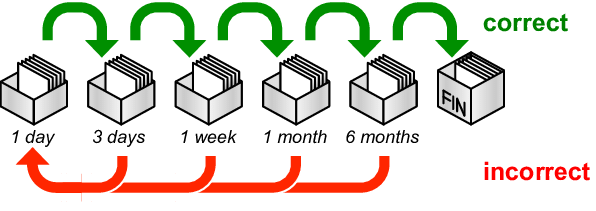 correct
FIN
1 day
3 days
1 week
1 month
6 months
incorrect